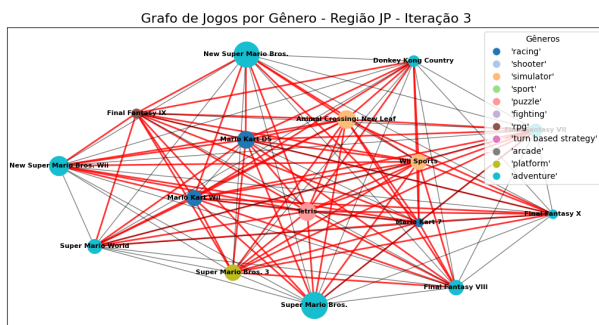 Grafo de Jogos por Gênero - Região JP - Iteração 3
Gêneros
'racing'
'shooter'
'simulator'
'sport'
'puzzle'
'fighting'
'rpg'
'turn based strategy'
'arcade'
'platform'
'adventure'
New Super Mario Bros.
Donkey Kong Country
Final Fantasy IX
Animal Crossing: New Leaf
Final Fantasy VII
Mario Kart DS
New Super Mario Bros. Wii
Wii Sports
Mario Kart Wii
Tetris
Final Fantasy X
Mario Kart 7
Super Mario World
Super Mario Bros. 3
Final Fantasy VIII
Super Mario Bros.